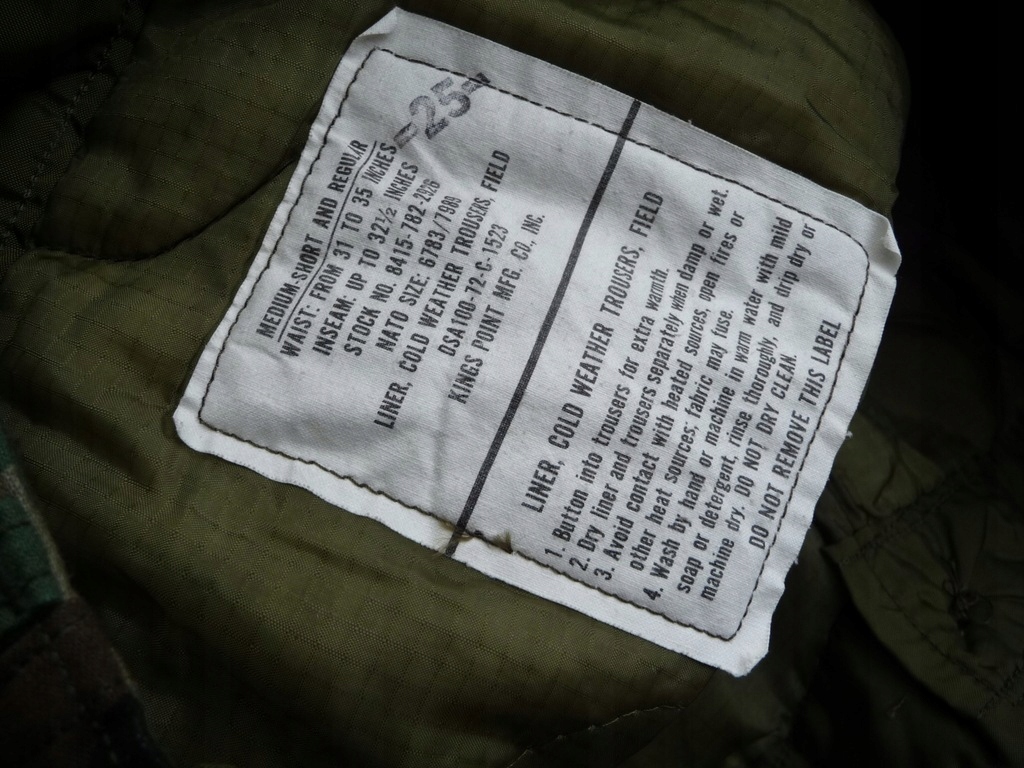 -25-
MEDIUM-SHORT AND REGULAR
WAIST: FROM 31 TO 35 INCHES
INSEAM: UP TO 32½ INCHES
STOCK NO. 8415-782-2926
NATO SIZE: 6783/7989
LINER, COLD WEATHER TROUSERS, FIELD
DSA100-72-C-1523
KINGS POINT MFG. CO., INC.
LINER, COLD WEATHER TROUSERS, FIELD
1. Button into trousers for extra warmth.
2. Dry liner and trousers separately when damp or wet.
3. Avoid contact with heated sources, open fires or
other heat sources; fabric may fuse.
4. Wash by hand or machine in warm water with mild
soap or detergent, rinse thoroughly, and drip dry or
machine dry. DO NOT DRY CLEAN.
DO NOT REMOVE THIS LABEL